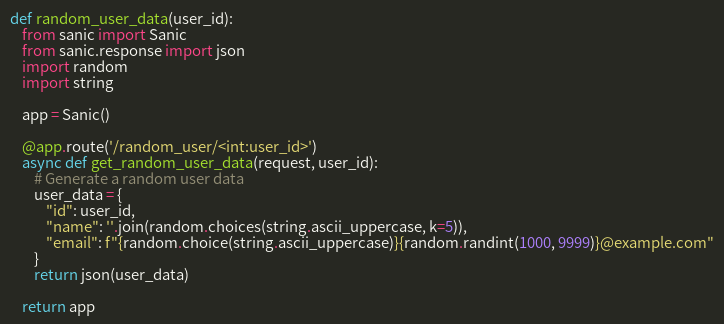 def random_user_data(user_id):
    from sanic import Sanic
    from sanic.response import json
    import random
    import string

    app = Sanic()

    @app.route('/random_user/<int:user_id>')
    async def get_random_user_data(request, user_id):
        # Generate a random user data
        user_data = {
            "id": user_id,
            "name": ''.join(random.choices(string.ascii_uppercase, k=5)),
            "email": f"{random.choice(string.ascii_uppercase)}{random.randint(1000, 9999)}@example.com"
        }
        return json(user_data)

    return app